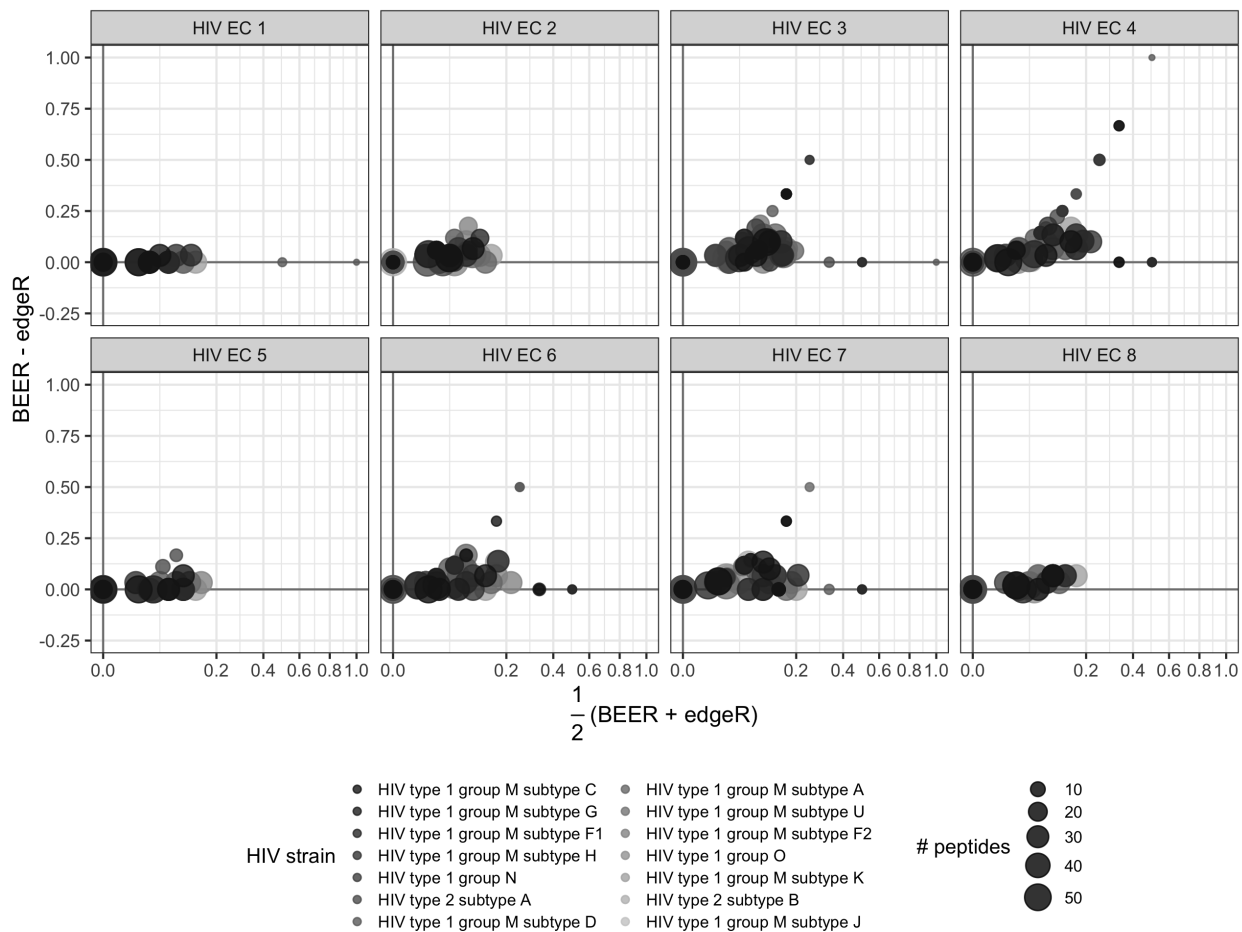 HIV EC 1 HIV EC 2 HIV EC 3 HIV EC 4
1.00
0.75
0.50
0.25
0.00
-0.25
BEER - edgeR
HIV EC 5 HIV EC 6 HIV EC 7 HIV EC 8
1.00
0.75
0.50
0.25
0.00
-0.25
0.0 0.2 0.4 0.6 0.8 1.0 0.0 0.2 0.4 0.6 0.8 1.0 0.0 0.2 0.4 0.6 0.8 1.0 0.0 0.2 0.4 0.6 0.8 1.0
1
2
(BEER + edgeR)
HIV strain
HIV type 1 group M subtype C
HIV type 1 group M subtype G
HIV type 1 group M subtype F1
HIV type 1 group M subtype H
HIV type 1 group N
HIV type 2 subtype A
HIV type 1 group M subtype D
HIV type 1 group M subtype A
HIV type 1 group M subtype U
HIV type 1 group M subtype F2
HIV type 1 group O
HIV type 1 group M subtype K
HIV type 2 subtype B
HIV type 1 group M subtype J
# peptides
10
20
30
40
50